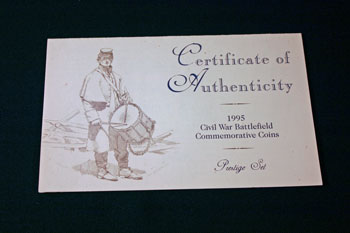 Certificate of
Authenticity
1995
Civil War Battlefield
Commemorative Coins
Prestige Set